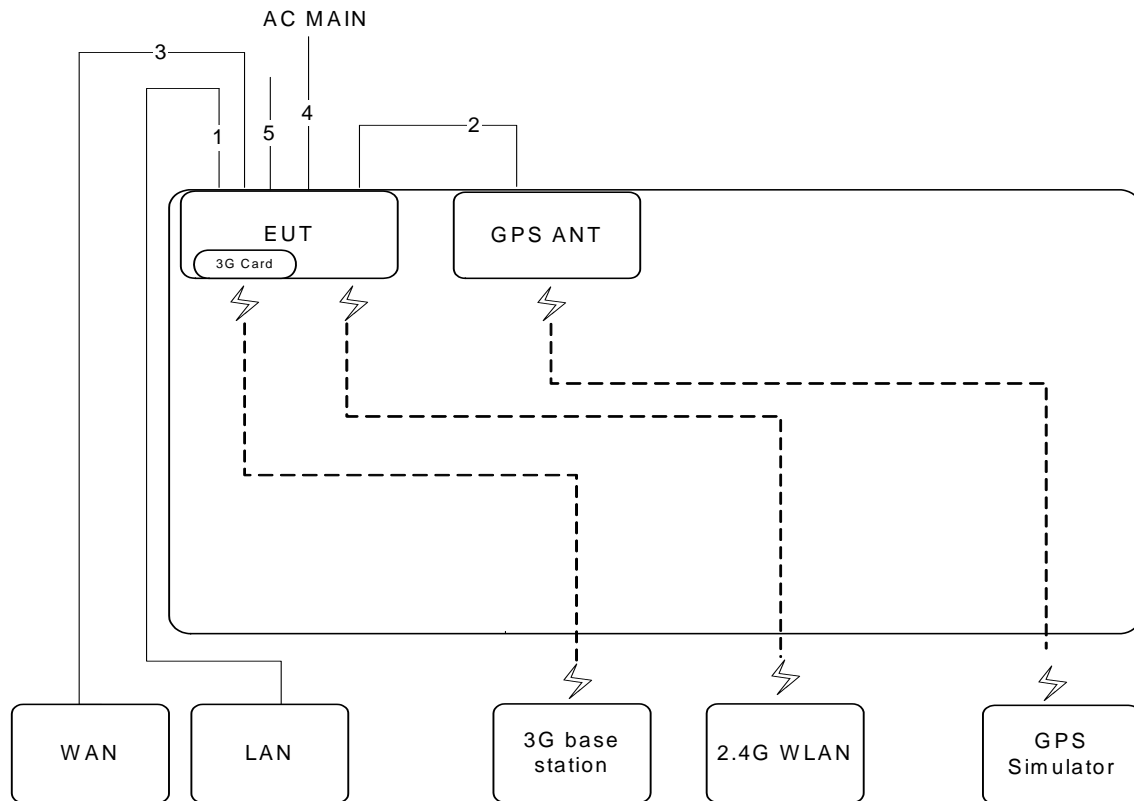 AC MAIN
3
1
5
4
2
EUT
GPS ANT
3G Card
WAN
LAN
3G base
station
2.4G WLAN
GPS
Simulator